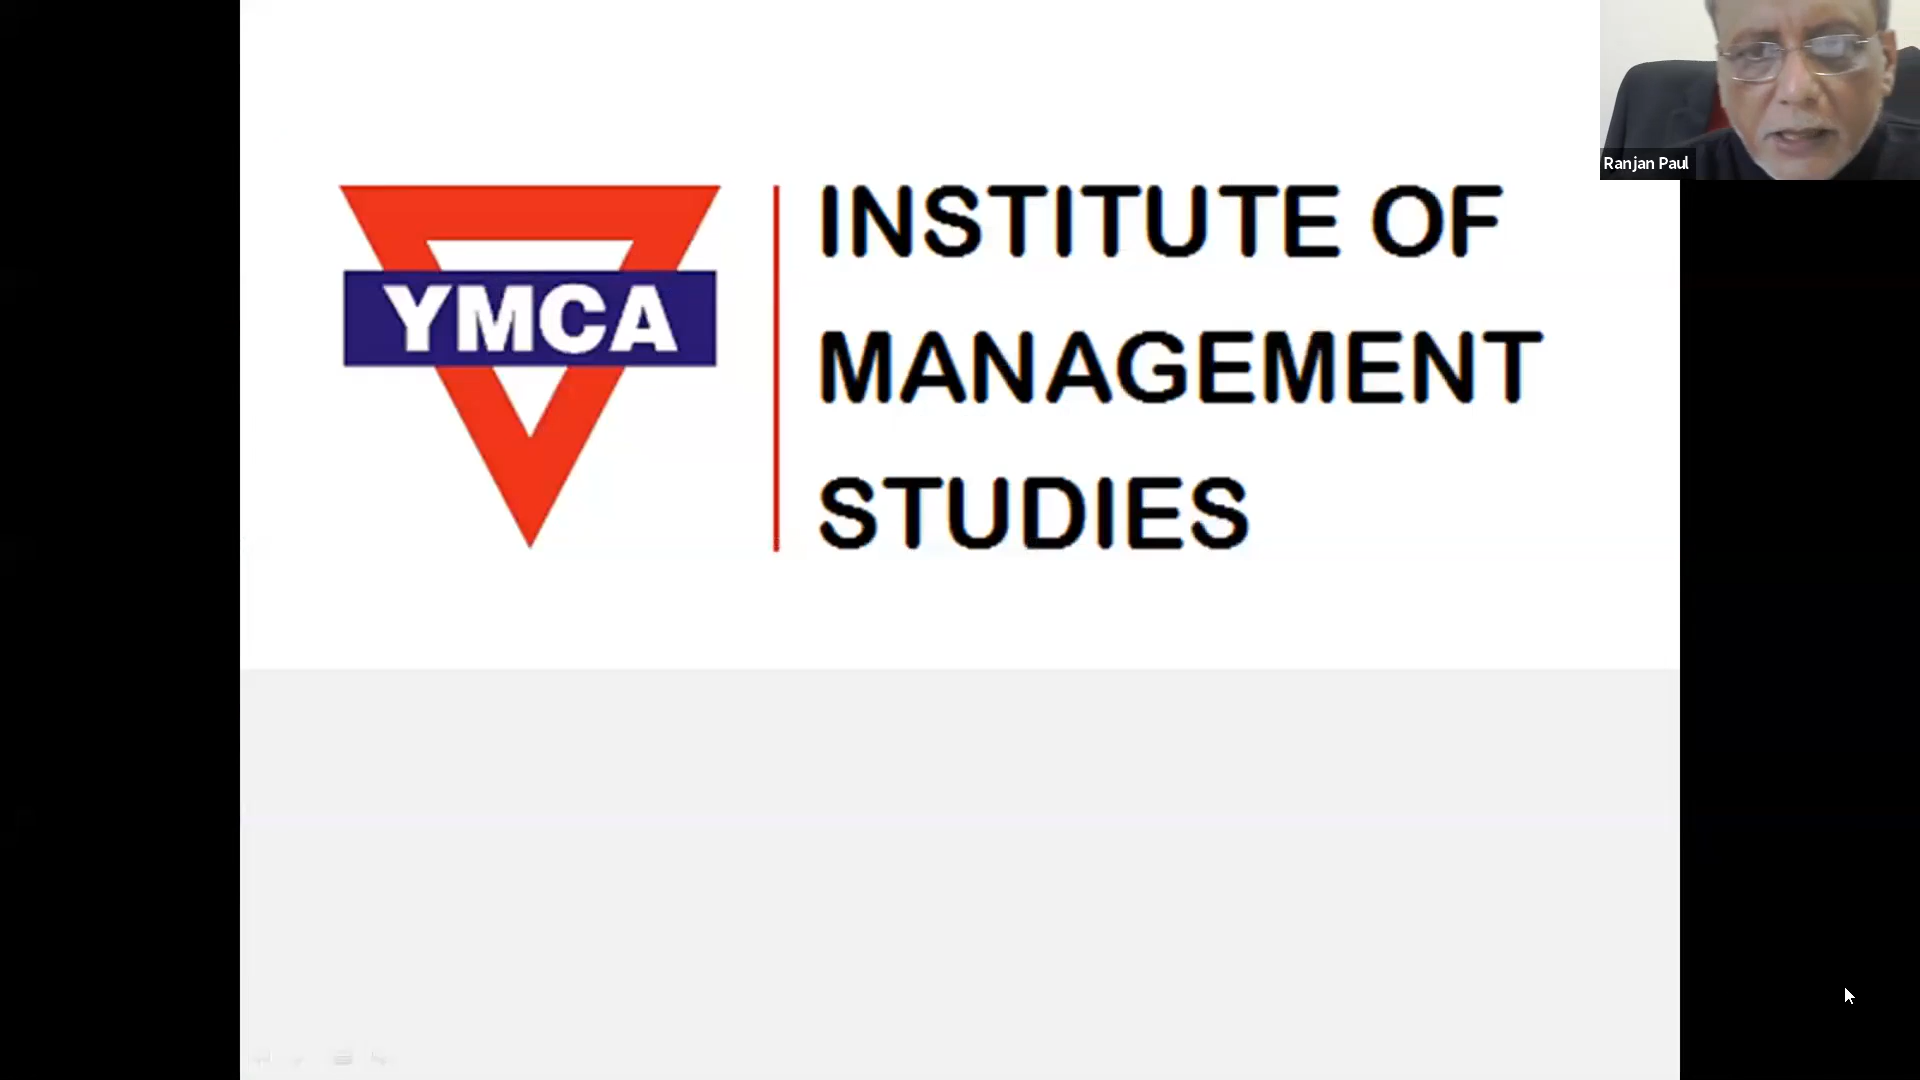 YMCA
INSTITUTE OF
MANAGEMENT
STUDIES
Ranjan Paul